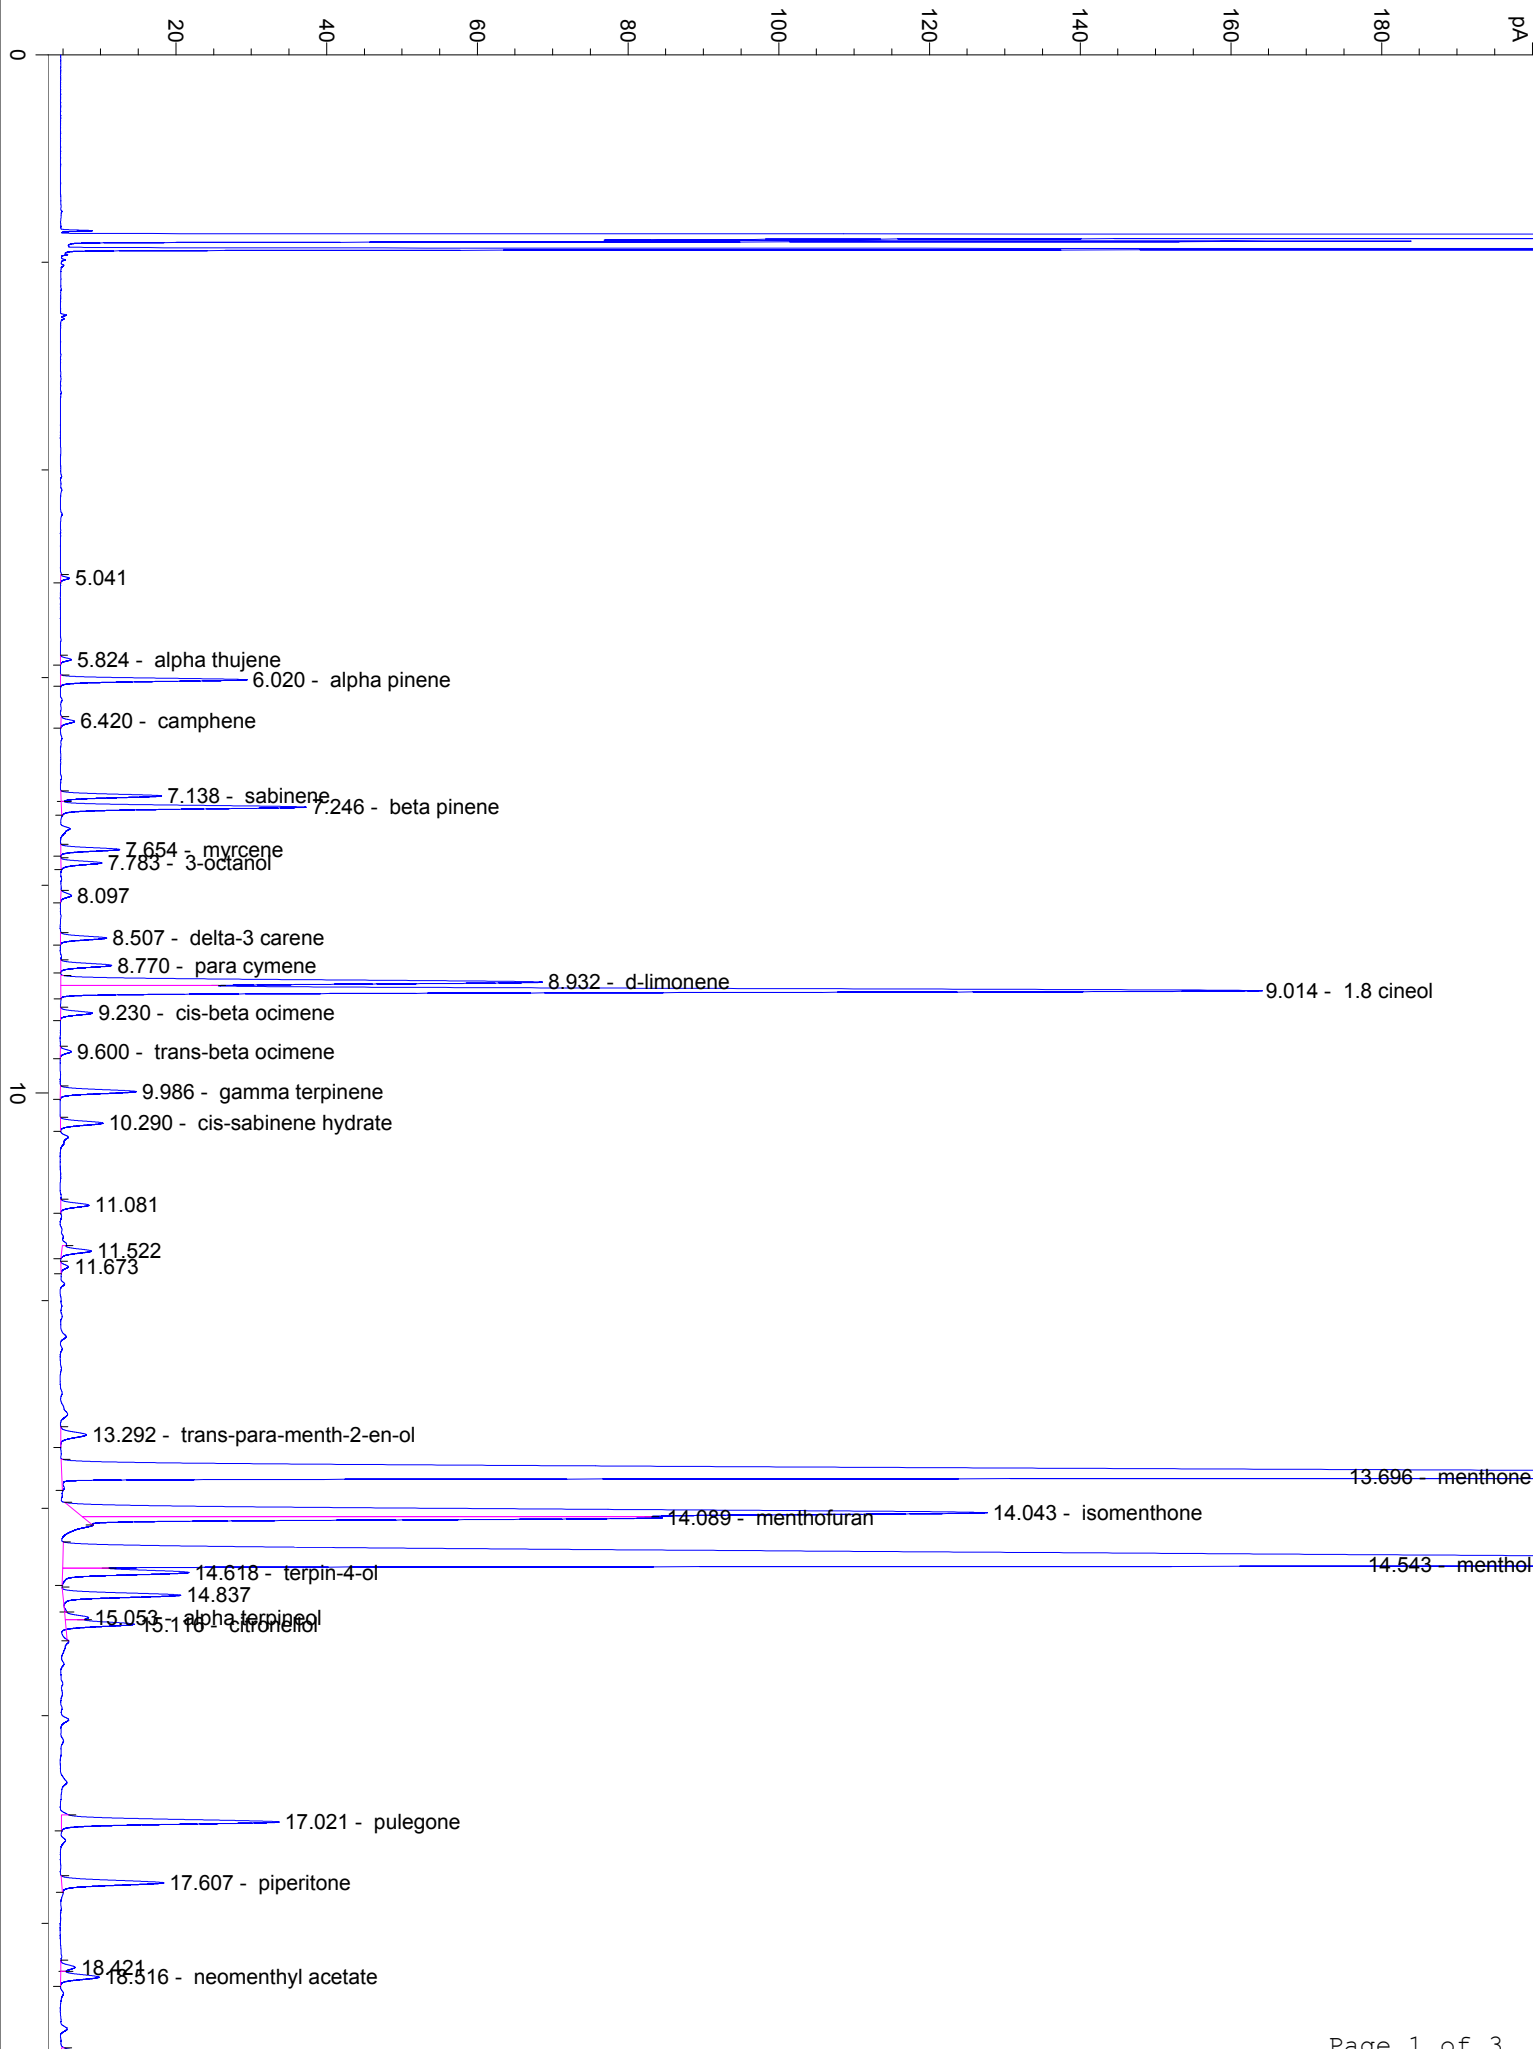 pA
20
40
60
80
100
120
140
160
180
0
5.041
5.824 - alpha thujene
6.020 - alpha pinene
6.420 - camphene
7.138 - sabinene
7.246 - beta pinene
7.654 - myrcene
7.783 - 3-octanol
8.097
8.507 - delta-3 carene
8.770 - para cymene
8.932 - d-limonene
9.014 - 1.8 cineol
9.230 - cis-beta ocimene
9.600 - trans-beta ocimene
9.986 - gamma terpinene
10
10.290 - cis-sabinene hydrate
11.081
11.522
11.673
13.292 - trans-para-menth-2-en-ol
13.696 - menthone
14.043 - isomenthone
14.089 - menthofuran
14.543 - menthol
14.618 - terpin-4-ol
14.837
15.053 - alpha terpineol
15.116 - citronellol
17.021 - pulegone
17.607 - piperitone
18.421
18.516 - neomenthyl acetate
Page 1 of 3